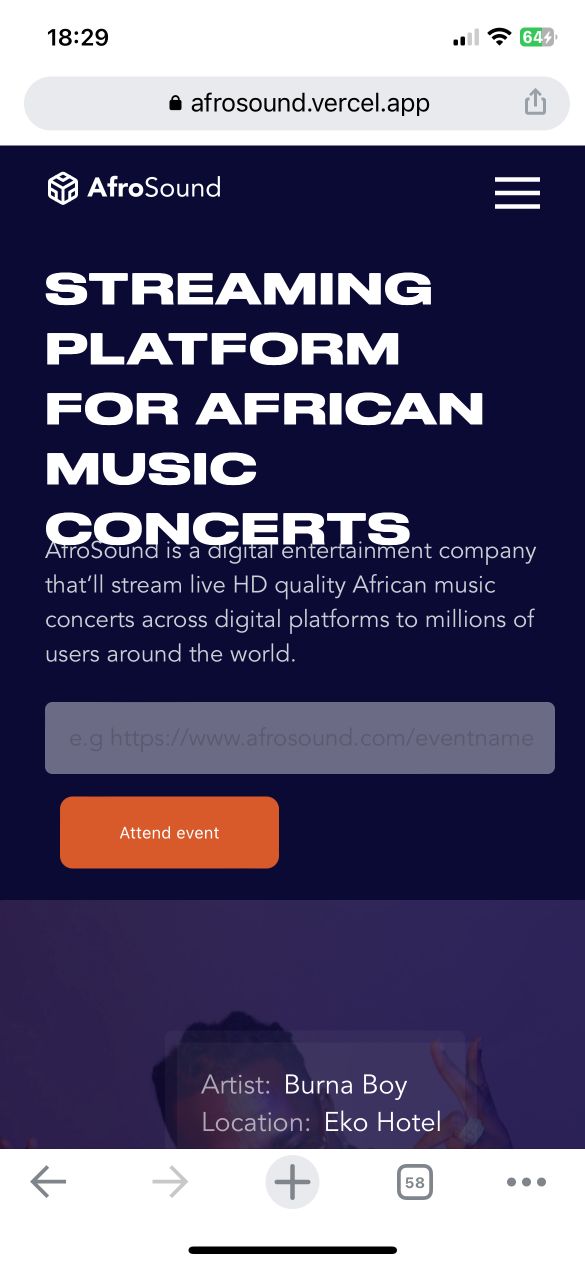 18:29
64
afrosound.vercel.app
AfroSound
STREAMING
PLATFORM
FOR AFRICAN
MUSIC
CONCERTS
AfroSound is a digital entertainment company
that’ll stream live HD quality African music
concerts across digital platforms to millions of
users around the world.
e.g https://www.afrosound.com/eventname
Attend event
Artist: Burna Boy
Location: Eko Hotel
58